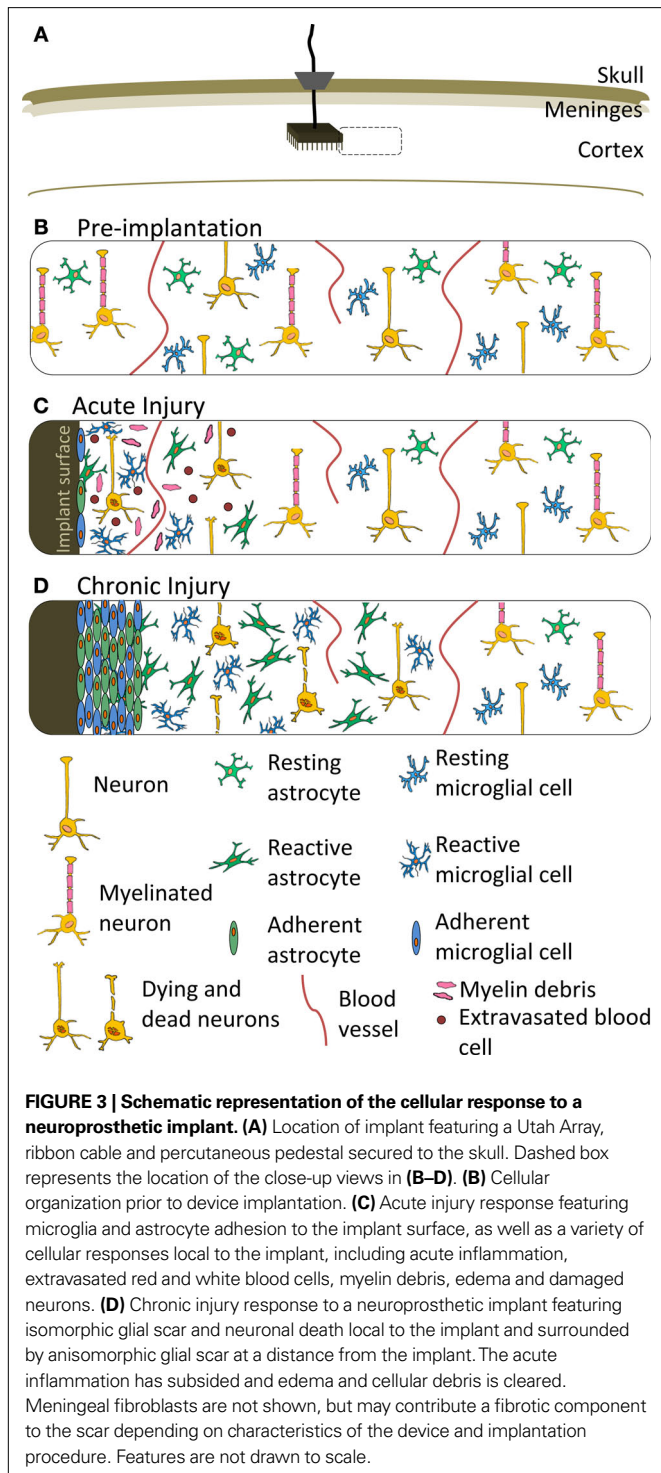 A
Skull
Meninges
Cortex
B Pre-implantation
C Acute Injury
Implant surface
D Chronic Injury
Neuron
Resting
astrocyte
Resting
microglial cell
Myelinated
neuron
Reactive
astrocyte
Reactive
microglial cell
Adherent
astrocyte
Adherent
microglial cell
Dying and
dead neurons
Blood
vessel
Myelin debris
Extravasated blood
cell
FIGURE 3 | Schematic representation of the cellular response to a
neuroprosthetic implant. (A) Location of implant featuring a Utah Array,
ribbon cable and percutaneous pedestal secured to the skull. Dashed box
represents the location of the close-up views in (B–D). (B) Cellular
organization prior to device implantation. (C) Acute injury response featuring
microglia and astrocyte adhesion to the implant surface, as well as a variety of
cellular responses local to the implant, including acute inflammation,
extravasated red and white blood cells, myelin debris, edema and damaged
neurons. (D) Chronic injury response to a neuroprosthetic implant featuring
isomorphic glial scar and neuronal death local to the implant and surrounded
by anisomorphic glial scar at a distance from the implant. The acute
inflammation has subsided and edema and cellular debris is cleared.
Meningeal fibroblasts are not shown, but may contribute a fibrotic component
to the scar depending on characteristics of the device and implantation
procedure. Features are not drawn to scale.